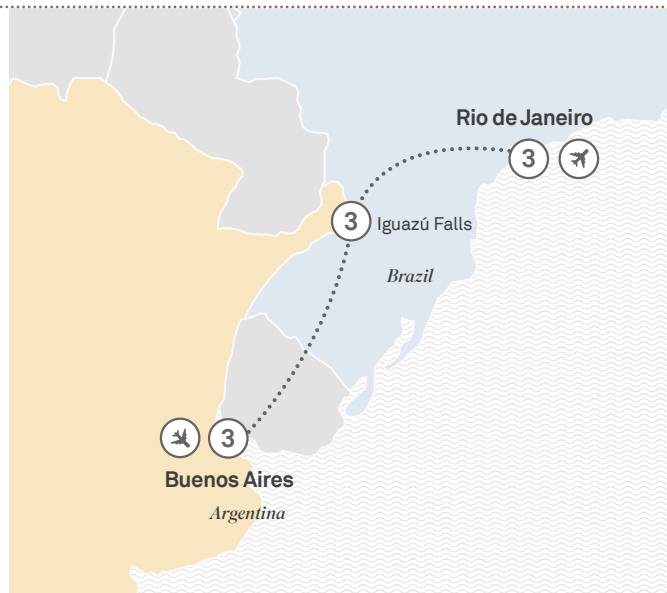 Rio de Janeiro
3
3
Iguazú Falls
Brazil
3
Buenos Aires
Argentina